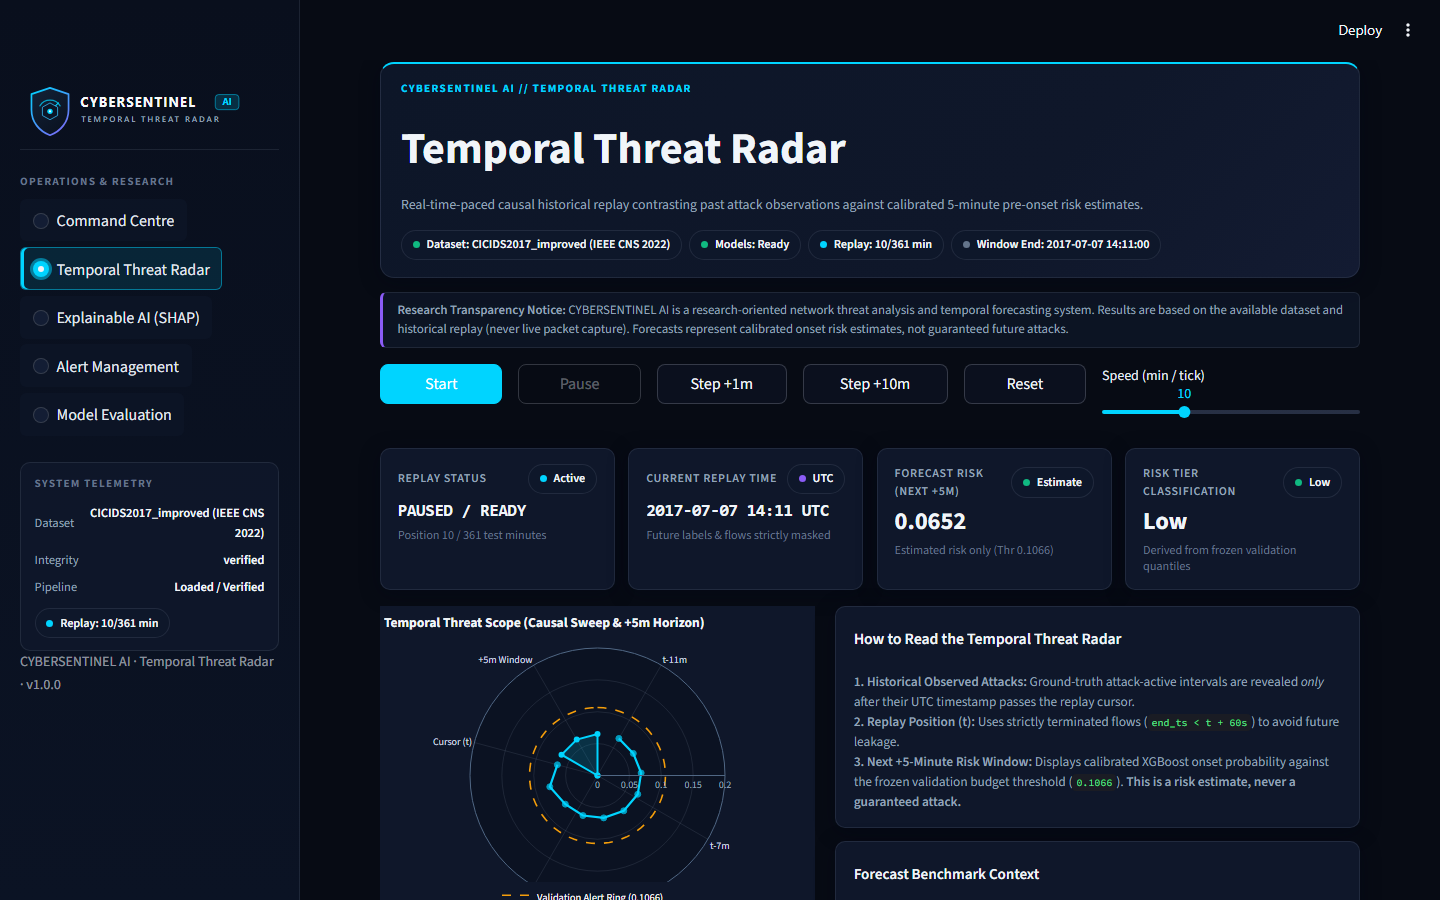 Deploy
CYBERSENTINEL AI
TEMPORAL THREAT RADAR
OPERATIONS & RESEARCH
Command Centre
Temporal Threat Radar
Explainable AI (SHAP)
Alert Management
Model Evaluation
SYSTEM TELEMETRY
Dataset CICIDS2017_improved (IEEE CNS
2022)
Integrity verified
Pipeline Loaded / Verified
Replay: 10/361 min
CYBERSENTINEL AI · Temporal Threat Radar
· v1.0.0
CYBERSENTINEL AI // TEMPORAL THREAT RADAR
Temporal Threat Radar
Real-time-paced causal historical replay contrasting past attack observations against calibrated 5-minute pre-onset risk estimates.
Dataset: CICIDS2017_improved (IEEE CNS 2022) Models: Ready Replay: 10/361 min Window End: 2017-07-07 14:11:00
Research Transparency Notice: CYBERSENTINEL AI is a research-oriented network threat analysis and temporal forecasting system. Results are based on the available dataset and
historical replay (never live packet capture). Forecasts represent calibrated onset risk estimates, not guaranteed future attacks.
Start Pause Step +1m Step +10m Reset
Speed (min / tick)
10
REPLAY STATUS Active
PAUSED / READY
Position 10 / 361 test minutes
CURRENT REPLAY TIME UTC
2017-07-07 14:11 UTC
Future labels & flows strictly masked
FORECAST RISK
(NEXT +5M) Estimate
0.0652
Estimated risk only (Thr 0.1066)
RISK TIER
CLASSIFICATION Low
Low
Derived from frozen validation
quantiles
Temporal Threat Scope (Causal Sweep & +5m Horizon)
+5m Window t-11m
Cursor (t)
0 0.05 0.1 0.15 0.2
t-7m
Validation Alert Ring (0.1066)
How to Read the Temporal Threat Radar
1. Historical Observed Attacks: Ground-truth attack-active intervals are revealed only
after their UTC timestamp passes the replay cursor.
2. Replay Position (t): Uses strictly terminated flows ( end_ts < t + 60s ) to avoid future
leakage.
3. Next +5-Minute Risk Window: Displays calibrated XGBoost onset probability against
the frozen validation budget threshold ( 0.1066 ). This is a risk estimate, never a
guaranteed attack.
Forecast Benchmark Context